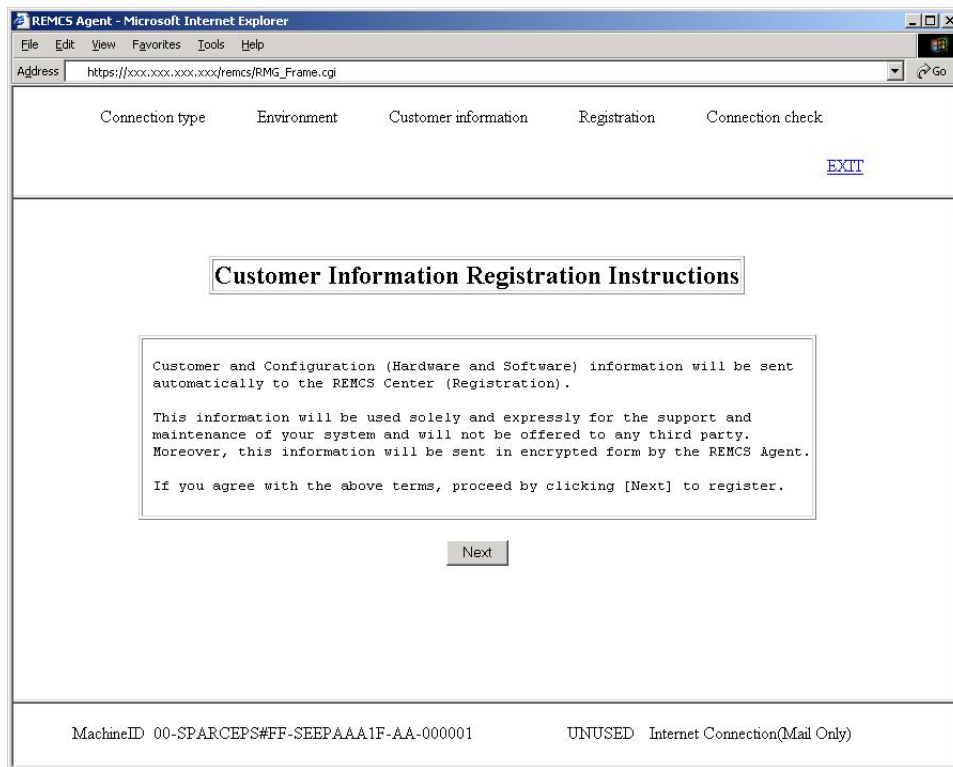 REMCS Agent - Microsoft Internet Explorer
File Edit View Favorites Tools Help
Address https://xxx.xxx.xxx.xxx/remcs/RMG_Frame.cgi Go
Connection type Environment Customer information Registration Connection check
EXIT
Customer Information Registration Instructions
Customer and Configuration (Hardware and Software) information will be sent
automatically to the REMCS Center (Registration).
This information will be used solely and expressly for the support and
maintenance of your system and will not be offered to any third party.
Moreover, this information will be sent in encrypted form by the REMCS Agent.
If you agree with the above terms, proceed by clicking [Next] to register.
Next
MachineID 00-SPARCEPS#FF-SEEPAAA1F-AA-000001 UNUSED Internet Connection(Mail Only)